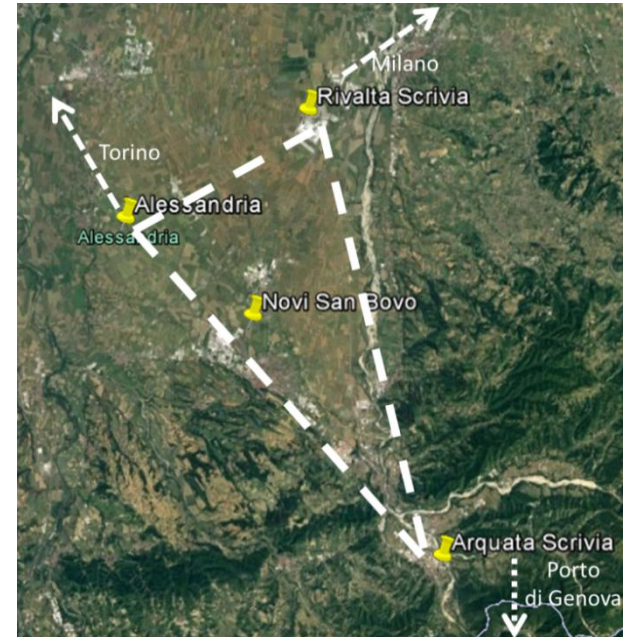 Milano
Rivalta Scrivia
Torino
Alessandria
Alessandria
Novi San Bovo
Arquata Scrivia
Porto
di Genova